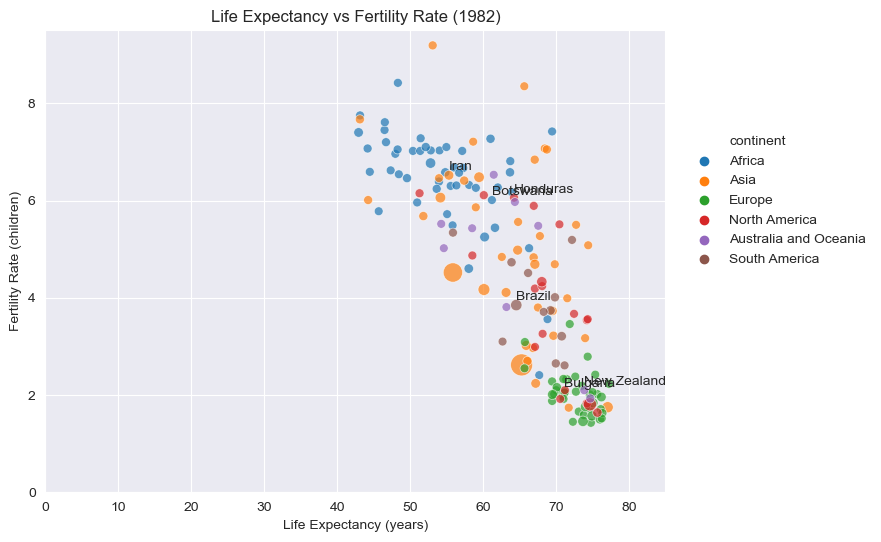 Life Expectancy vs Fertility Rate (1982)
8
6
4
2
0
0 10 20 30 40 50 60 70 80
Fertility Rate (children)
Life Expectancy (years)
Iran
Botswana
Honduras
Brazil
Bulgaria
New Zealand
continent
Africa
Asia
Europe
North America
Australia and Oceania
South America